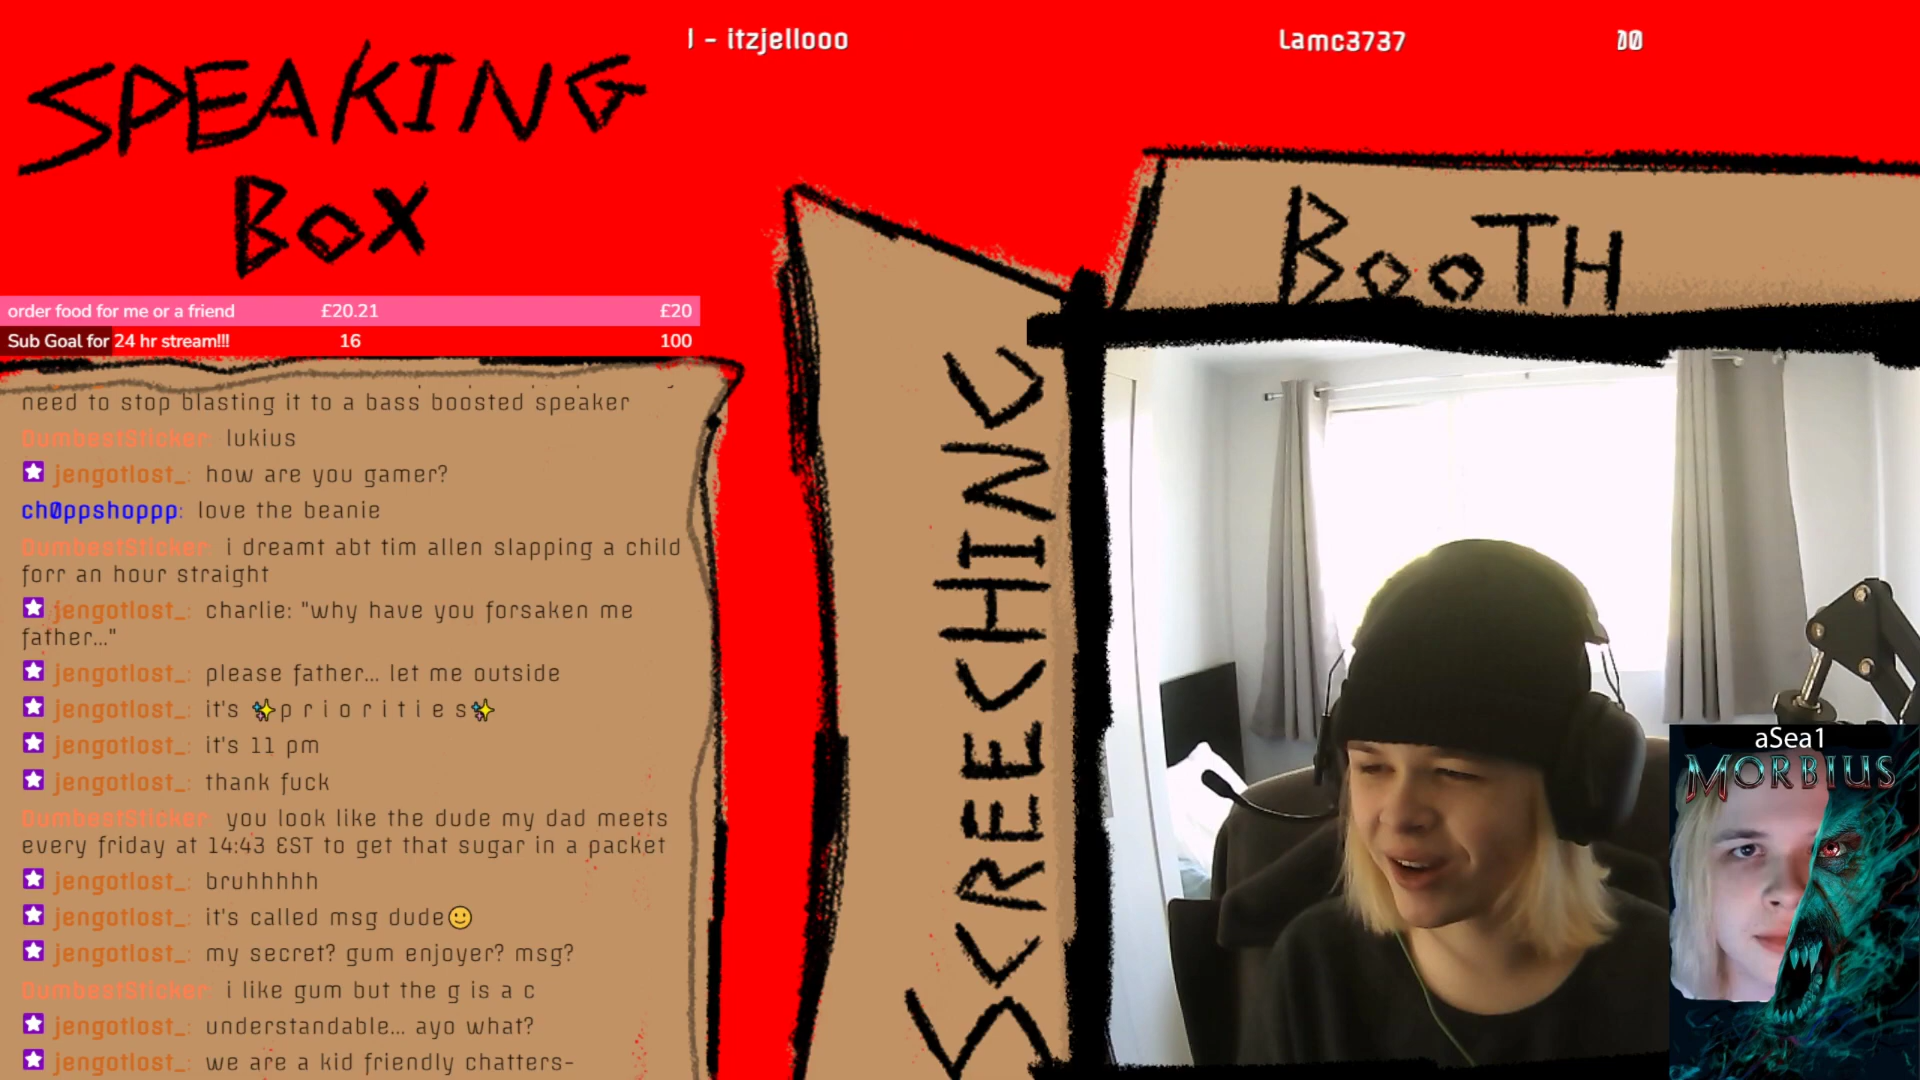 - itzjellooo
Lamc3737
SPEAKING
BOX
order food for me or a friend £20.21 £20
Sub Goal for 24 hr stream!!! 16 100
BOOTH
SCREECHING
need to stop blasting it to a bass boosted speaker
DumbestSticker: lukius
jengotlost_: how are you gamer?
ch0ppshoppp: love the beanie
DumbestSticker: i dreamt abt tim allen slapping a child
forr an hour straight
jengotlost_: charlie: "why have you forsaken me
father..."
jengotlost_: please father... let me outside
jengotlost_: it's ✨p r i o r i t i e s✨
jengotlost_: it's 11 pm
jengotlost_: thank fuck
DumbestSticker: you look like the dude my dad meets
every friday at 14:43 EST to get that sugar in a packet
jengotlost_: bruhhhhh
jengotlost_: it's called msg dude🙂
jengotlost_: my secret? gum enjoyer? msg?
DumbestSticker: i like gum but the g is a c
jengotlost_: understandable... ayo what?
jengotlost_: we are a kid friendly chatters-
aSea1
MORBIUS